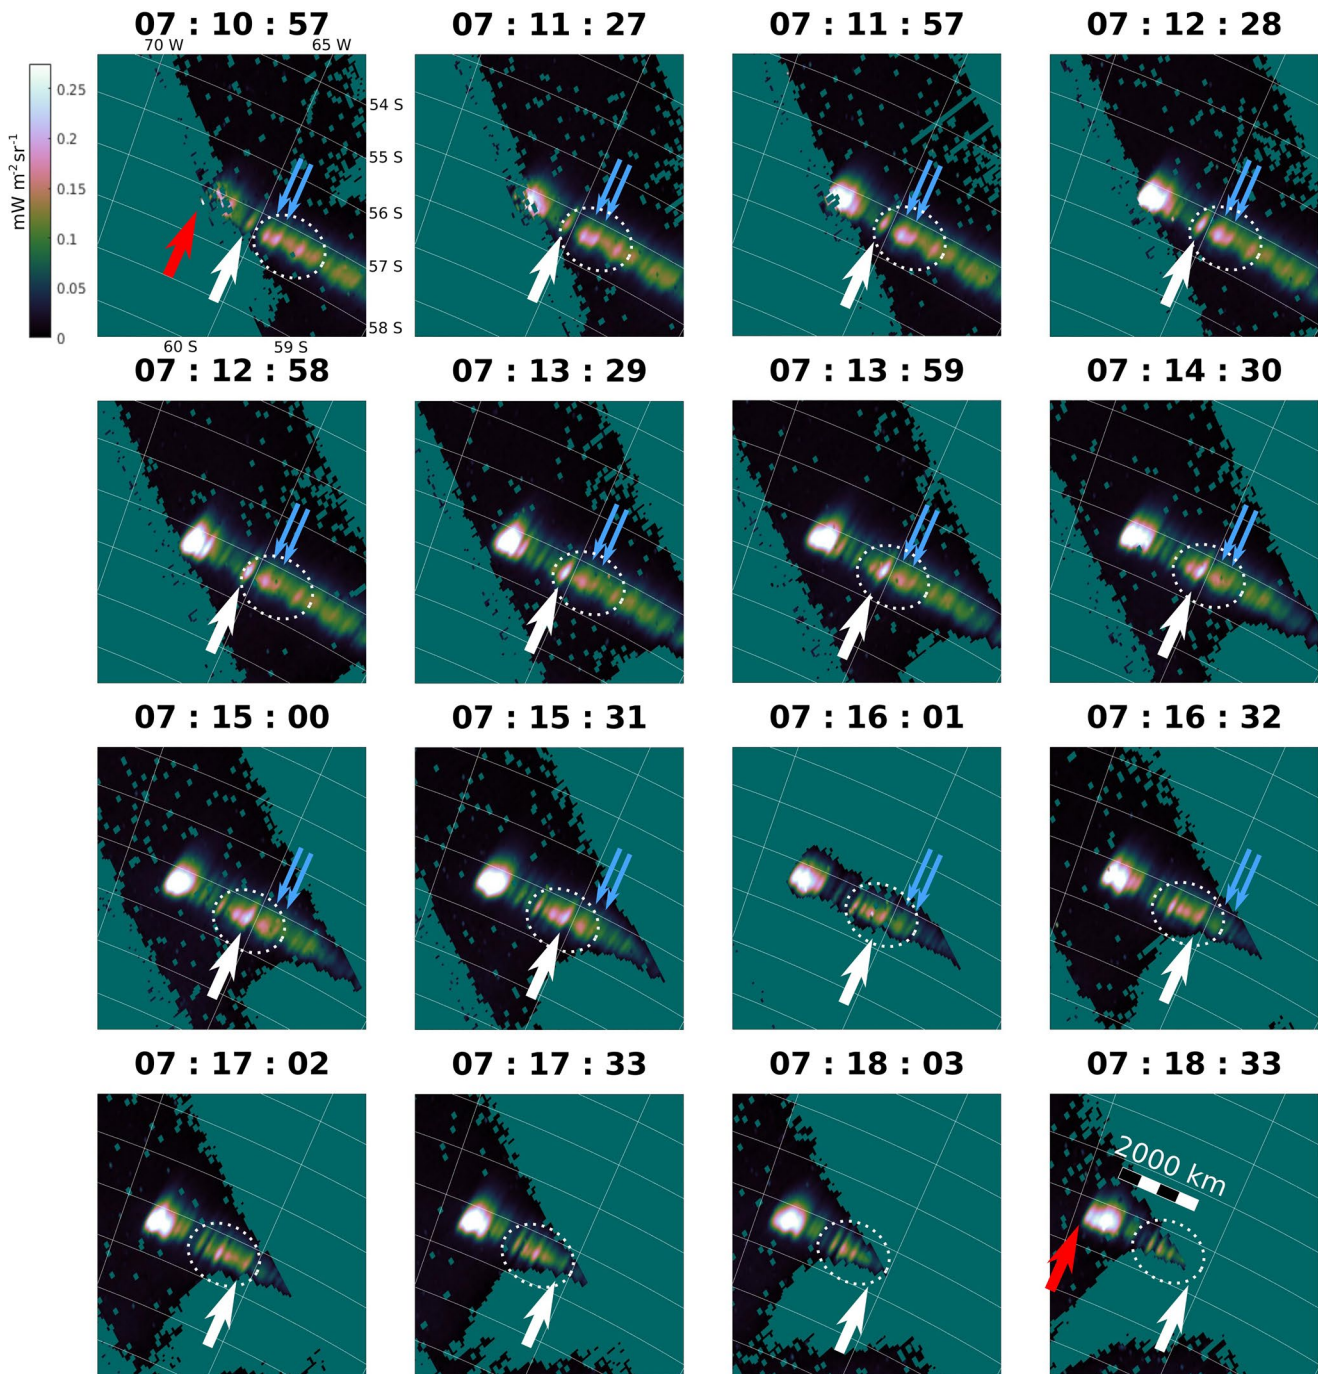 07 : 10 : 57
07 : 11 : 27
07 : 11 : 57
07 : 12 : 28
70 W
65 W
mW m⁻² sr⁻¹
0.25
0.2
0.15
0.1
0.05
0
54 S
55 S
56 S
57 S
58 S
60 S
59 S
07 : 12 : 58
07 : 13 : 29
07 : 13 : 59
07 : 14 : 30
07 : 15 : 00
07 : 15 : 31
07 : 16 : 01
07 : 16 : 32
07 : 17 : 02
07 : 17 : 33
07 : 18 : 03
07 : 18 : 33
2000 km